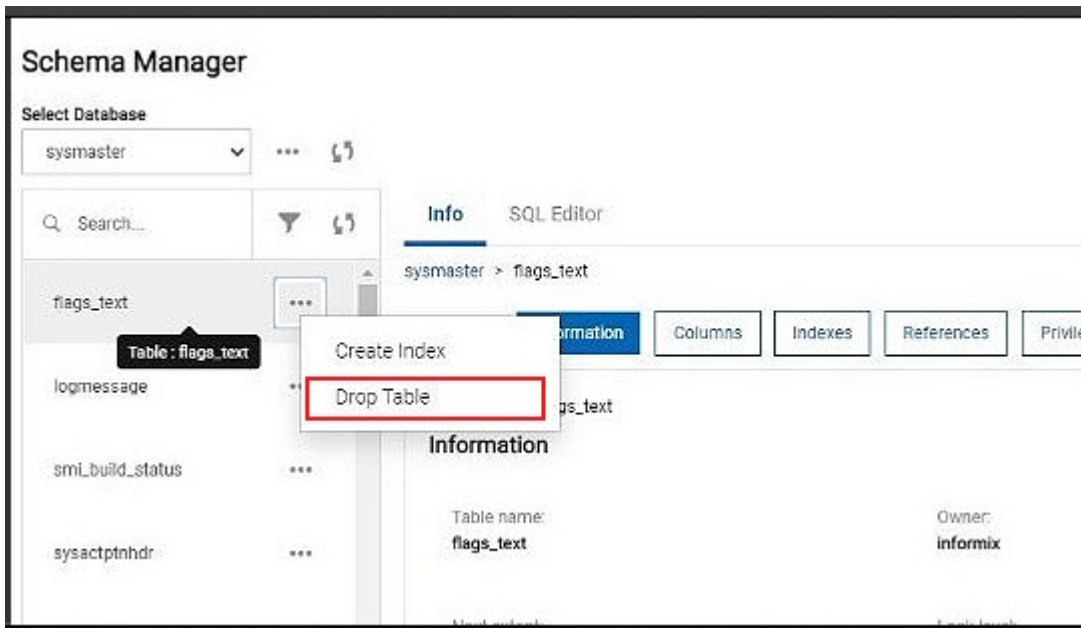 Schema Manager
Select Database
sysmaster
Search...
Info SQL Editor
sysmaster > flags_text
flags_text
Table : flags_text
Create Index
Drop Table
Columns Indexes References
logmessage
Information
smi_build_status
Table name:
flags_text
Owner:
informix
sysactptnhdr